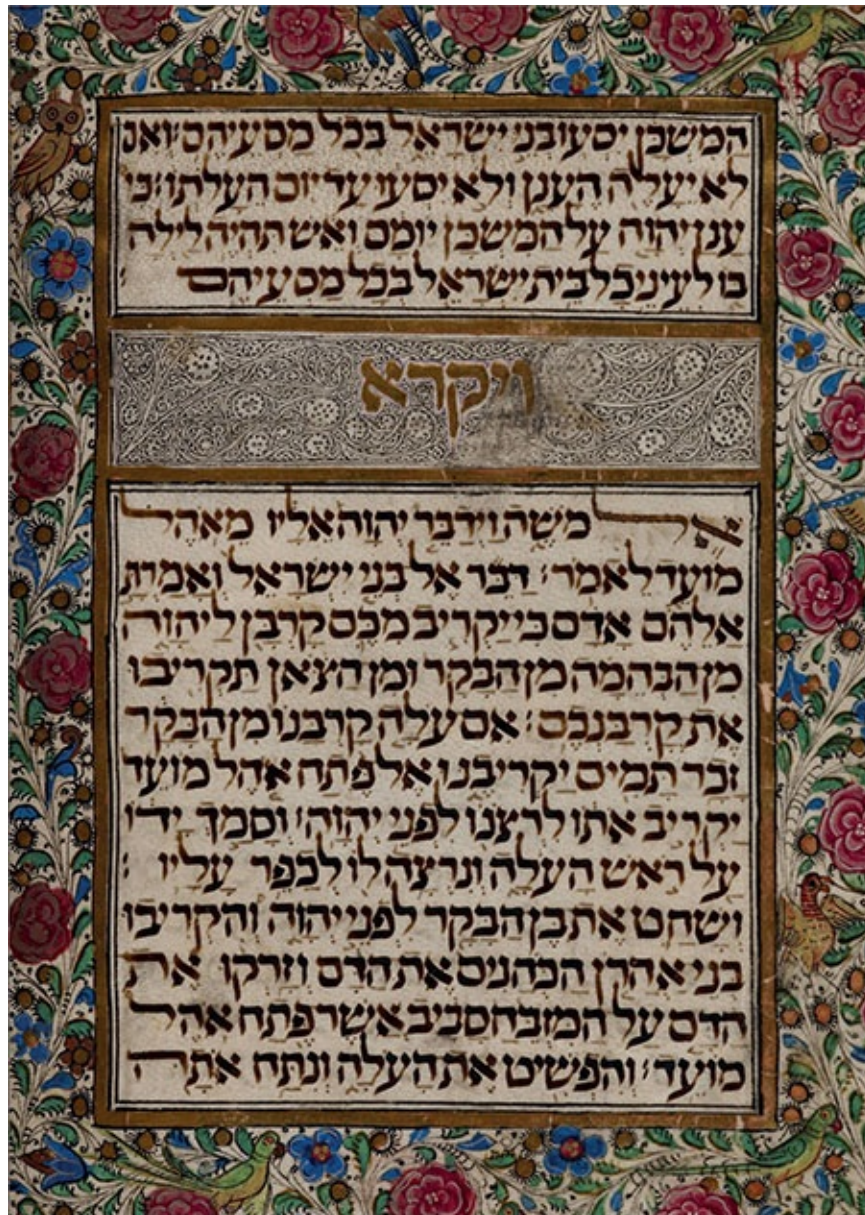 המשכן יסעו בני ישראל בכל מסעיהם׃ ואם
לא יעלה הענן ולא יסעו עד יום העלתו׃ כי
ענן יהוה על המשכן יומם ואש תהיה לילה
בו לעיני כל בית ישראל בכל מסעיהם
ויקרא
אל משה וידבר יהוה אליו מאהל
מועד לאמר׃ דבר אל בני ישראל ואמרת
אלהם אדם כי יקריב מכם קרבן ליהוה
מן הבהמה מן הבקר ומן הצאן תקריבו
את קרבנכם׃ אם עלה קרבנו מן הבקר
זכר תמים יקריבנו אל פתח אהל מועד
יקריב אתו לרצנו לפני יהוה׃ וסמך ידו
על ראש העלה ונרצה לו לכפר עליו׃
ושחט את בן הבקר לפני יהוה והקריבו
בני אהרן הכהנים את הדם וזרקו את
הדם על המזבח סביב אשר פתח אהל
מועד׃ והפשיט את העלה ונתח אתה